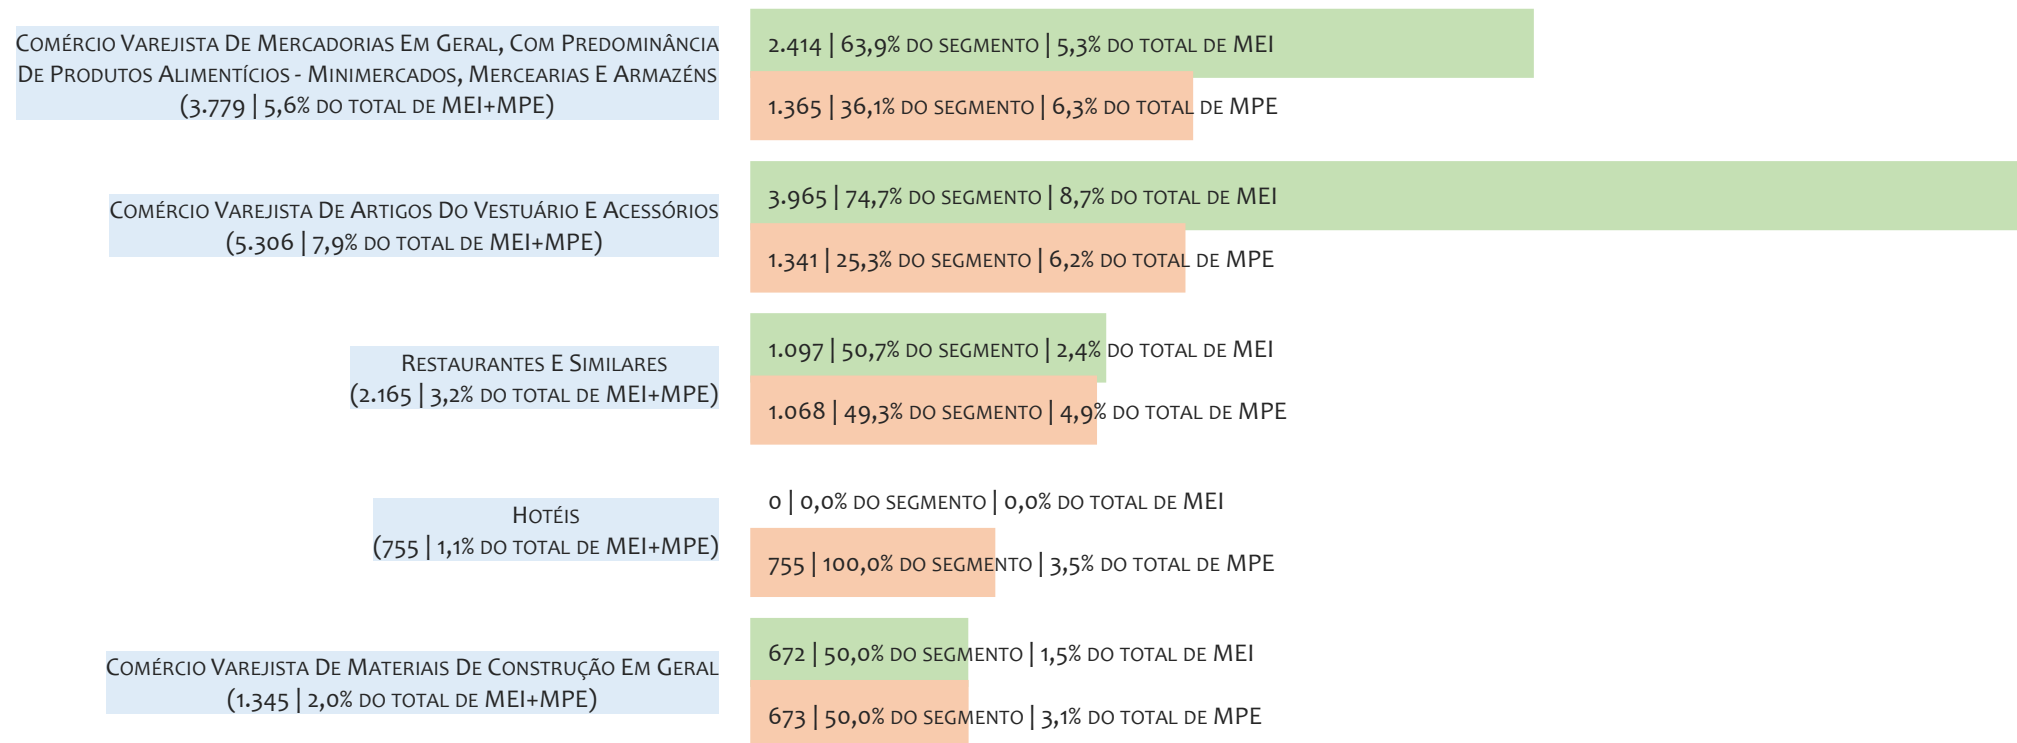 Comércio Varejista De Mercadorias Em Geral, Com Predominância
De Produtos Alimentícios - Minimercados, Mercearias E Armazéns
(3.779 | 5,6% do total de MEI+MPE)
2.414 | 63,9% do segmento | 5,3% do total de MEI
1.365 | 36,1% do segmento | 6,3% do total de MPE
Comércio Varejista De Artigos Do Vestuário E Acessórios
(5.306 | 7,9% do total de MEI+MPE)
3.965 | 74,7% do segmento | 8,7% do total de MEI
1.341 | 25,3% do segmento | 6,2% do total de MPE
Restaurantes E Similares
(2.165 | 3,2% do total de MEI+MPE)
1.097 | 50,7% do segmento | 2,4% do total de MEI
1.068 | 49,3% do segmento | 4,9% do total de MPE
Hotéis
(755 | 1,1% do total de MEI+MPE)
0 | 0,0% do segmento | 0,0% do total de MEI
755 | 100,0% do segmento | 3,5% do total de MPE
Comércio Varejista De Materiais De Construção Em Geral
(1.345 | 2,0% do total de MEI+MPE)
672 | 50,0% do segmento | 1,5% do total de MEI
673 | 50,0% do segmento | 3,1% do total de MPE